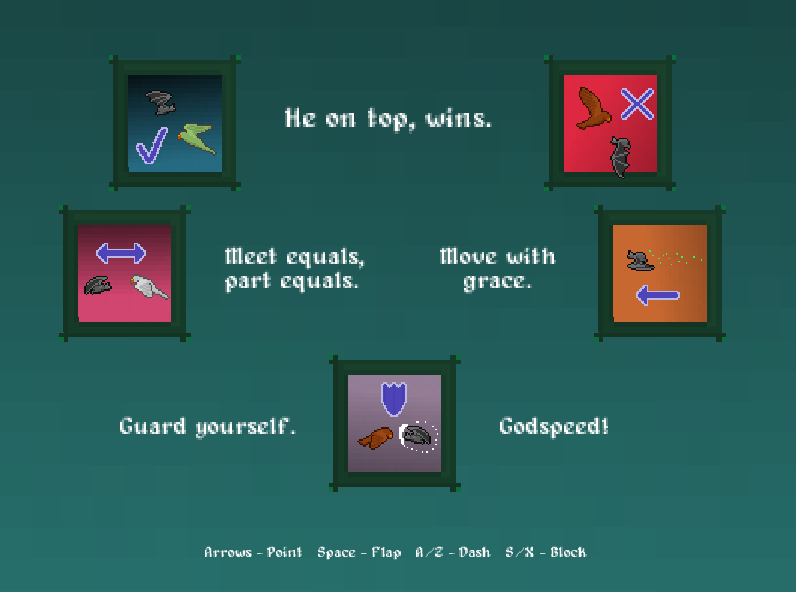 He on top, wins.
Meet equals,
part equals.
Move with
grace.
Guard yourself.
Godspeed!
Arrows - Point   Space - Flap   A/Z - Dash   S/X - Block